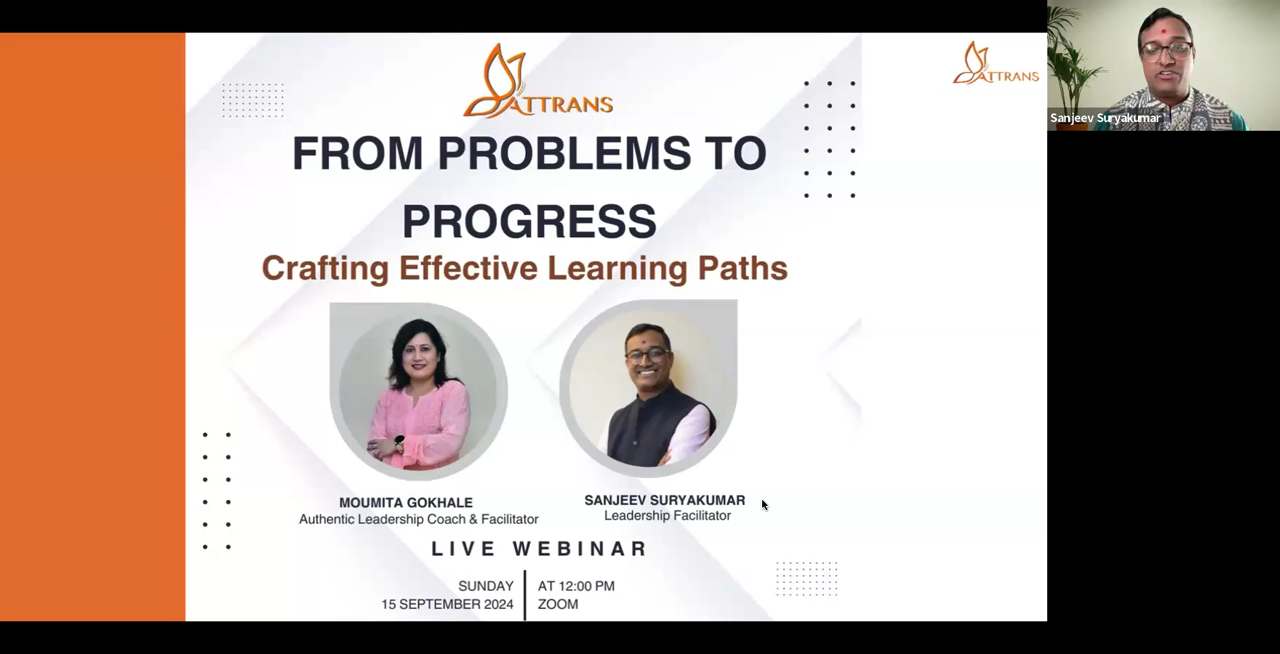 ATTRANS
FROM PROBLEMS TO
PROGRESS
Crafting Effective Learning Paths
MOUMITA GOKHALE
Authentic Leadership Coach & Facilitator
SANJEEV SURYAKUMAR
Leadership Facilitator
LIVE WEBINAR
SUNDAY
15 SEPTEMBER 2024
AT 12:00 PM
ZOOM
ATTRANS
Sanjeev Suryakumar